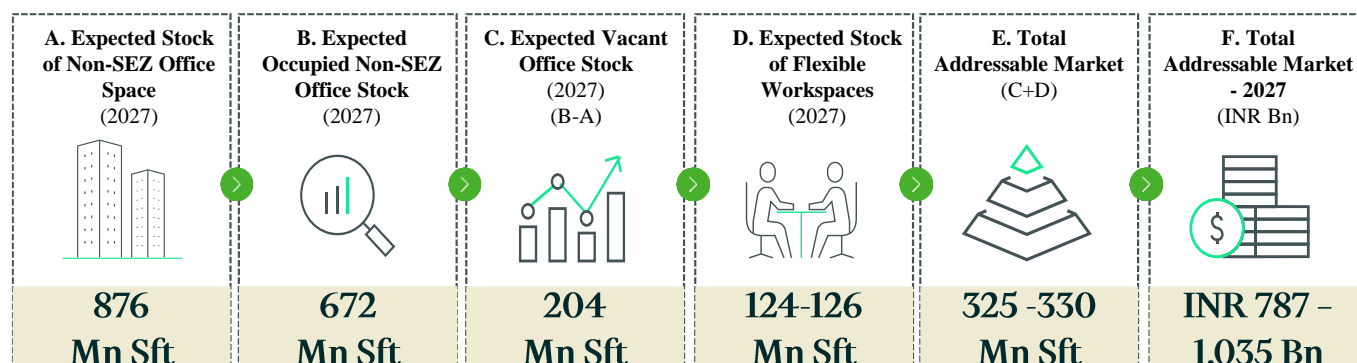 A. Expected Stock
of Non-SEZ Office
Space
(2027)
B. Expected
Occupied Non-SEZ
Office Stock
(2027)
C. Expected Vacant
Office Stock
(2027)
(B-A)
D. Expected Stock
of Flexible
Workspaces
(2027)
E. Total
Addressable Market
(C+D)
F. Total
Addressable Market
- 2027
(INR Bn)
$
876
Mn Sft
672
Mn Sft
204
Mn Sft
124-126
Mn Sft
325 -330
Mn Sft
INR 787 –
1,035 Bn